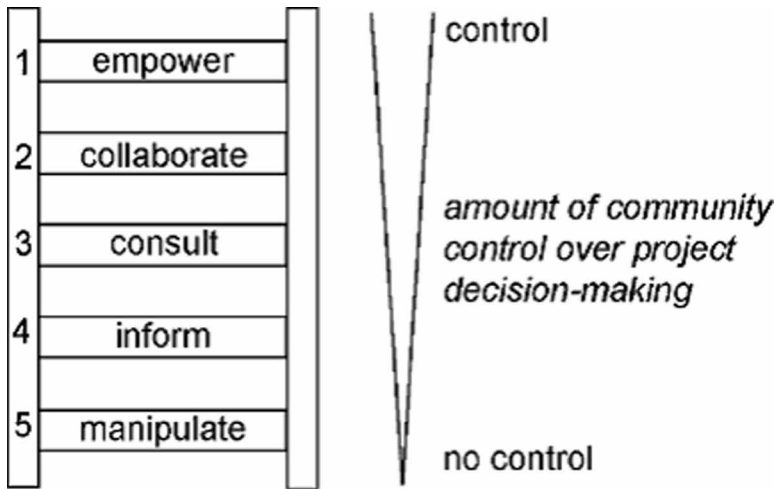 1 empower
2 collaborate
3 consult
4 inform
5 manipulate
control
amount of community
control over project
decision-making
no control